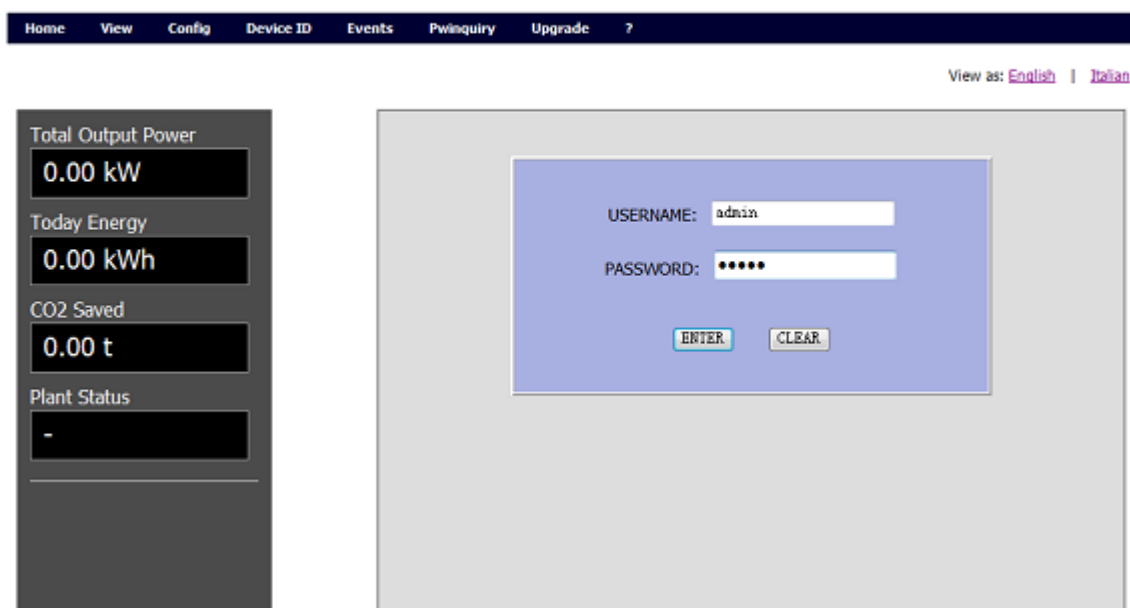 Home View Config Device ID Events Pwinquiry Upgrade ?
View as: English | Italian
Total Output Power
0.00 kW
Today Energy
0.00 kWh
CO2 Saved
0.00 t
Plant Status
-
USERNAME: admin
PASSWORD: •••••
ENTER CLEAR